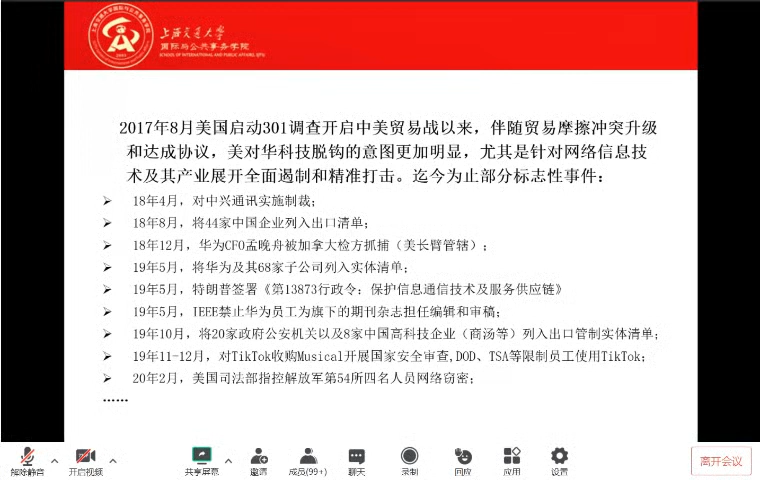 上海交通大学
国际与公共事务学院
SCHOOL OF INTERNATIONAL AND PUBLIC AFFAIRS, SJTU
2017年8月美国启动301调查开启中美贸易战以来，伴随贸易摩擦冲突升级
和达成协议，美对华科技脱钩的意图更加明显，尤其是针对网络信息技
术及其产业展开全面遏制和精准打击。迄今为止部分标志性事件：
➢ 18年4月，对中兴通讯实施制裁；
➢ 18年8月，将44家中国企业列入出口清单；
➢ 18年12月，华为CFO孟晚舟被加拿大检方抓捕（美长臂管辖）；
➢ 19年5月，将华为及其68家子公司列入实体清单；
➢ 19年5月，特朗普签署《第13873行政令：保护信息通信技术及服务供应链》
➢ 19年5月，IEEE禁止华为员工为旗下的期刊杂志担任编辑和审稿；
➢ 19年10月，将20家政府公安机关以及8家中国高科技企业（商汤等）列入出口管制实体清单；
➢ 19年11-12月，对TikTok收购Musical开展国家安全审查,DOD、TSA等限制员工使用TikTok；
➢ 20年2月，美国司法部指控解放军第54所四名人员网络窃密；
……
解除静音 开启视频 共享屏幕 邀请 成员(99+) 聊天 录制 回应 应用 设置 离开会议